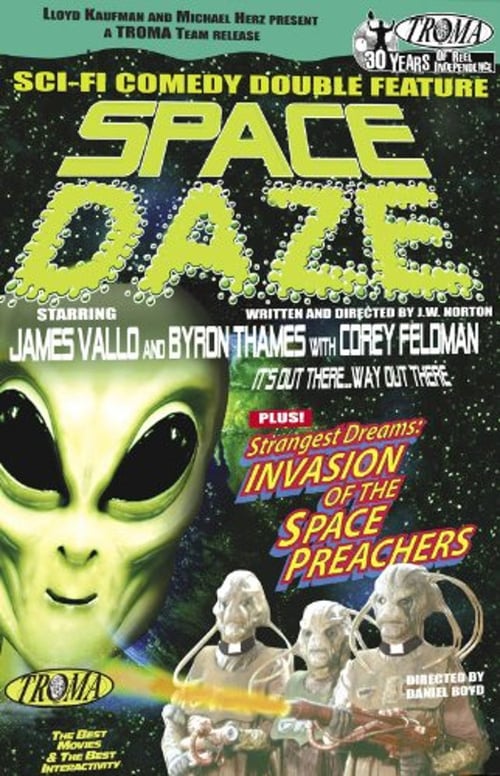 LLOYD KAUFMAN AND MICHAEL HERZ PRESENT
A TROMA TEAM RELEASE
TROMA
30 YEARS OF REEL INDEPENDENCE!
SCI-FI COMEDY DOUBLE FEATURE
SPACE
DAZE
STARRING
WRITTEN AND DIRECTED BY J.W. NORTON
JAMES VALLO AND BYRON THAMES WITH COREY FELDMAN
IT'S OUT THERE...WAY OUT THERE
PLUS!
Strangest Dreams:
INVASION
OF THE
SPACE
PREACHERS
DIRECTED BY
DANIEL BOYD
TROMA
THE BEST
MOVIES
& THE BEST
INTERACTIVITY